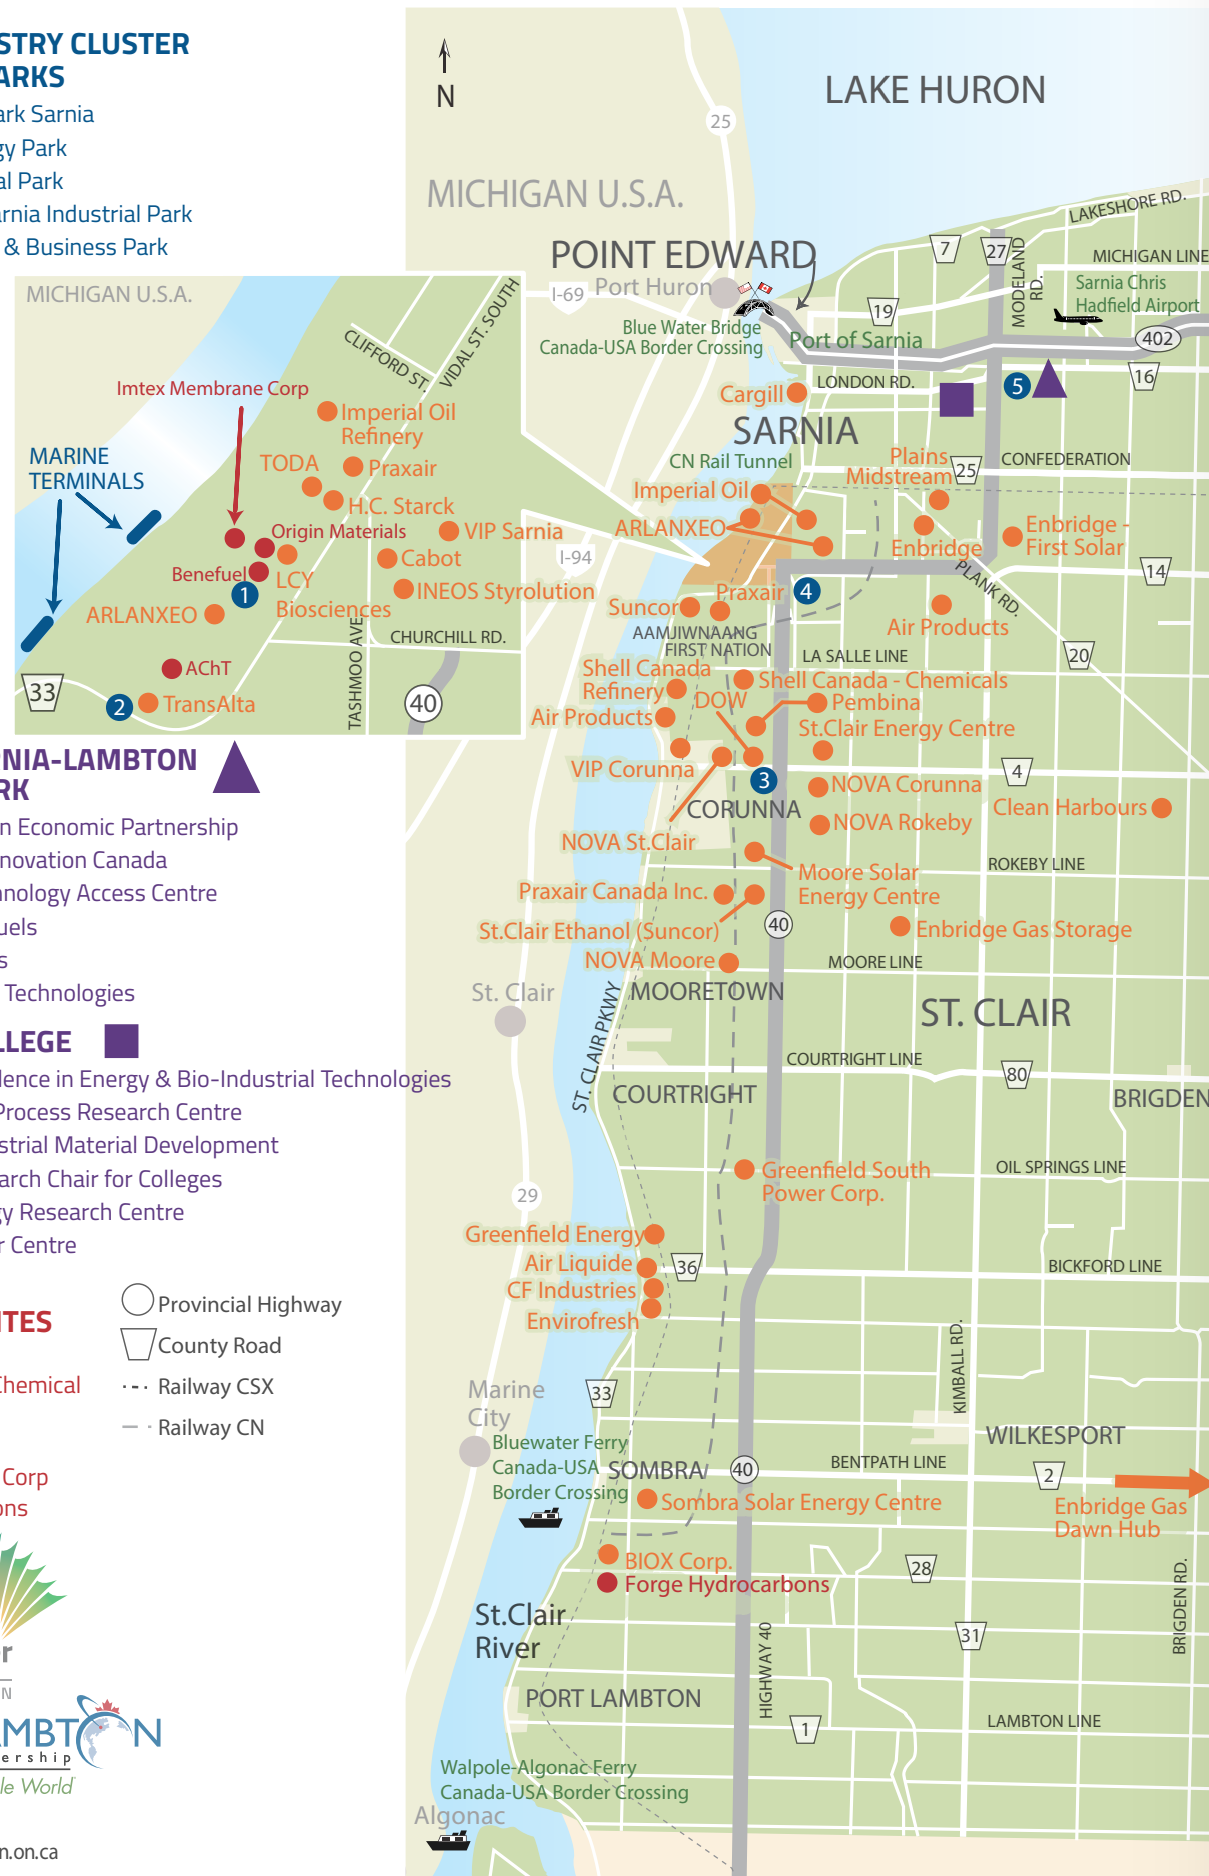 STRY CLUSTER
ARKS
ark Sarnia
gy Park
al Park
arnia Industrial Park
& Business Park
N
LAKE HURON
25
MICHIGAN U.S.A.
LAKESHORE RD.
POINT EDWARD
7
27
MODELAND
RD.
MICHIGAN LINE
I-69
Port Huron
Sarnia Chris
Hadfield Airport
19
Blue Water Bridge
Canada-USA Border Crossing
Port of Sarnia
402
LONDON RD.
5
16
Cargill
SARNIA
CN Rail Tunnel
Plains
Midstream
25
CONFEDERATION
Imperial Oil
ARLANXEO
Enbridge
Enbridge -
First Solar
I-94
PLANK RD.
14
Praxair
4
Suncor
AAMJIWNAANG
FIRST NATION
Air Products
LA SALLE LINE
20
Shell Canada
Refinery
Shell Canada - Chemicals
DOW
Pembina
Air Products
St.Clair Energy Centre
VIP Corunna
3
4
CORUNNA
NOVA Corunna
Clean Harbours
NOVA Rokeby
NOVA St.Clair
Moore Solar
Energy Centre
ROKEBY LINE
Praxair Canada Inc.
St.Clair Ethanol (Suncor)
40
Enbridge Gas Storage
NOVA Moore
MOORE LINE
MOORETOWN
St. Clair
ST. CLAIR
ST. CLAIR PKWY
COURTRIGHT LINE
80
COURTRIGHT
BRIGDEN
Greenfield South
Power Corp.
OIL SPRINGS LINE
29
Greenfield Energy
Air Liquide
36
BICKFORD LINE
CF Industries
Envirofresh
KIMBALL RD.
Marine
City
33
WILKESPORT
Bluewater Ferry
Canada-USA
Border Crossing
SOMBRA
40
BENTPATH LINE
2
Sombra Solar Energy Centre
Enbridge Gas
Dawn Hub
BIOX Corp.
Forge Hydrocarbons
28
BRIGDEN RD.
St.Clair
River
31
HIGHWAY 40
PORT LAMBTON
1
LAMBTON LINE
Walpole-Algonac Ferry
Canada-USA Border Crossing
Algonac
MICHIGAN U.S.A.
CLIFFORD ST.
VIDAL ST. SOUTH
Imtex Membrane Corp
Imperial Oil
Refinery
MARINE
TERMINALS
TODA
Praxair
H.C. Starck
Origin Materials
VIP Sarnia
Cabot
Benefuel
LCY
Biosciences
INEOS Styrolution
1
ARLANXEO
TASHMOO AVE.
CHURCHILL RD.
AChT
33
2
TransAlta
40
NIA-LAMBTON
RK
n Economic Partnership
novation Canada
nology Access Centre
uels
s
Technologies
LLEGE
lence in Energy & Bio-Industrial Technologies
Process Research Centre
strial Material Development
arch Chair for Colleges
gy Research Centre
r Centre
ITES
Chemical
Corp
ons
Provincial Highway
County Road
Railway CSX
Railway CN
r
N
AMBTON
ership
le World
n.on.ca